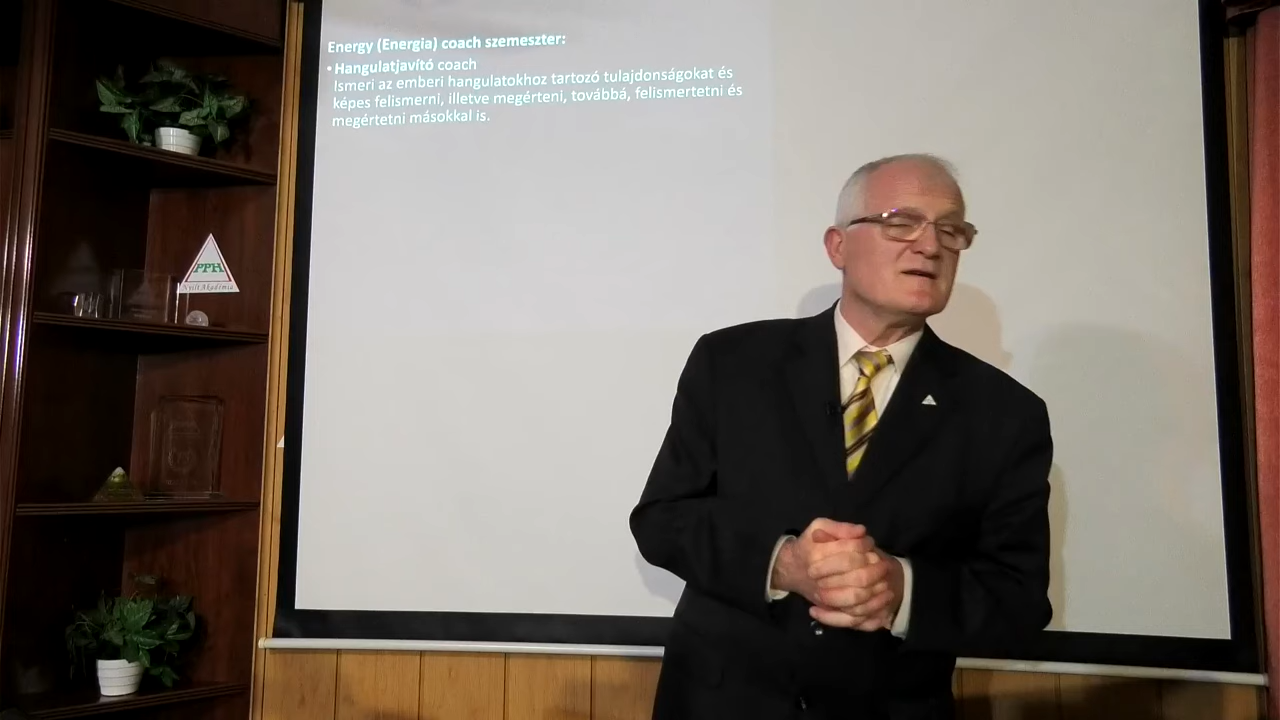 Energy (Energia) coach szemeszter:
• Hangulatjavító coach
Ismeri az emberi hangulatokhoz tartozó tulajdonságokat és
képes felismerni, illetve megérteni, továbbá, felismertetni és
megértetni másokkal is.
PPH
Nyílt Akadémia